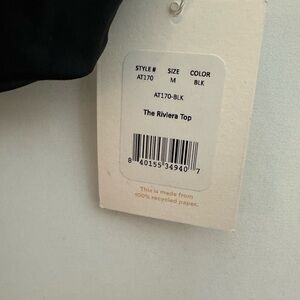 STYLE # SIZE COLOR
AT170 M BLK
AT170-BLK
The Riviera Top
8 40155 34940 7
This is made from
100% recycled paper.